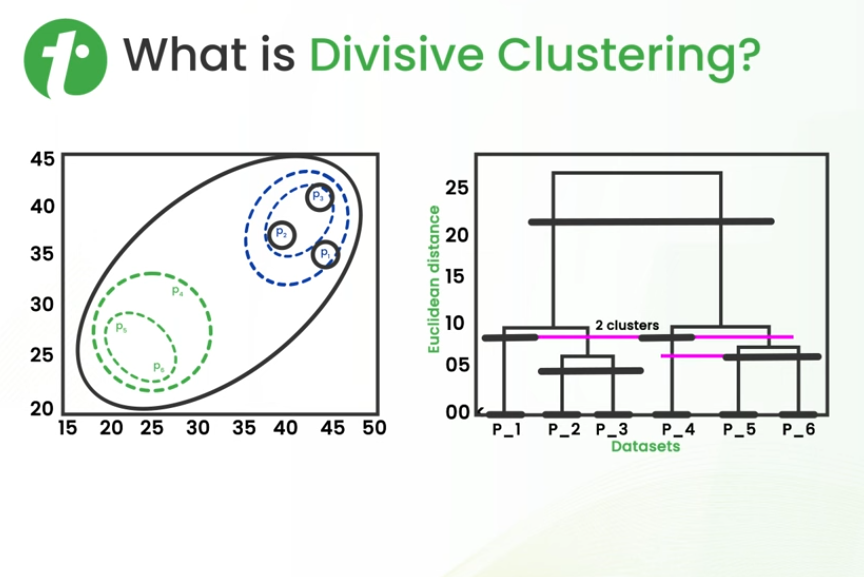 What is Divisive Clustering?
45
40
35
30
25
20
15 20 25 30 35 40 45 50
P₃
P₂
P₁
P₄
P₅
P₆
Euclidean distance
25
20
15
10
05
00
2 clusters
P_1 P_2 P_3 P_4 P_5 P_6
Datasets